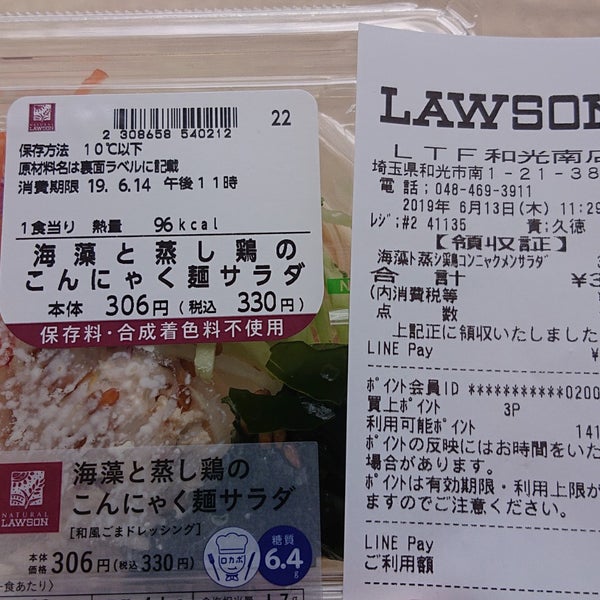 NATURAL
LAWSON
2 308658 540212
22
保存方法 10℃以下
原材料名は裏面ラベルに記載
消費期限 19. 6.14 午後11時
1食当り 熱量 96kcal
海藻と蒸し鶏の
こんにゃく麺サラダ
本体 306円(税込 330円)
保存料・合成着色料不使用
NATURAL
LAWSON
海藻と蒸し鶏の
こんにゃく麺サラダ
[和風ごまドレッシング]
本体
価格 306円(税込 330円)
ロカボ
糖質
6.4g
一食あたり〉
LAWSON
LTF和光南店
埼玉県和光市南1-21-38
電話:048-469-3911
2019年 6月13日(木) 11:29
レジ:#2 41135 責:久徳
【領収証】
海藻ト蒸シ鶏コンニャクメンサラダ 3
合 計 ¥3
(内消費税等
点 数
上記正に領収いたしました
LINE Pay ¥
ポイント会員ID ***********0200
買上ポイント 3P
利用可能ポイント 141
ポイントの反映にはお時間をいた
場合があります。
ポイントは有効期限・利用上限が
ますのでご注意ください。
LINE Pay
ご利用額